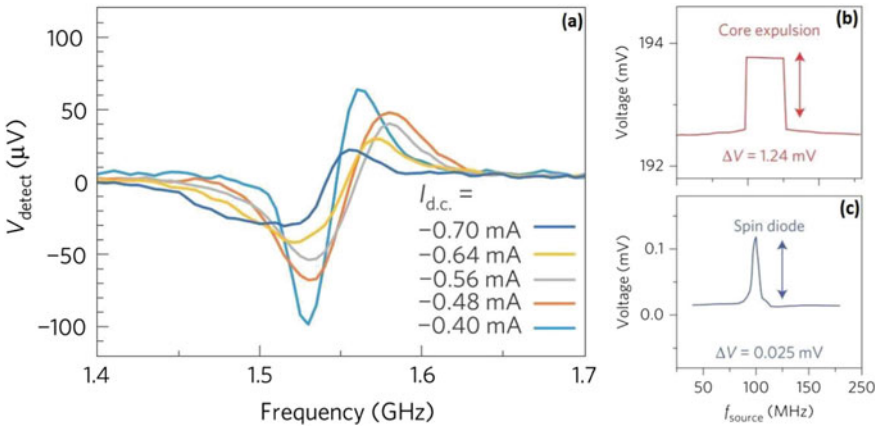 (a)
100
50
0
−50
−100
V_detect (μV)
I_d.c. =
−0.70 mA
−0.64 mA
−0.56 mA
−0.48 mA
−0.40 mA
1.4
1.5
1.6
1.7
Frequency (GHz)
(b)
Core expulsion
194
192
Voltage (mV)
ΔV = 1.24 mV
(c)
Spin diode
0.1
0.0
Voltage (mV)
ΔV = 0.025 mV
50
100
150
250
f_source (MHz)